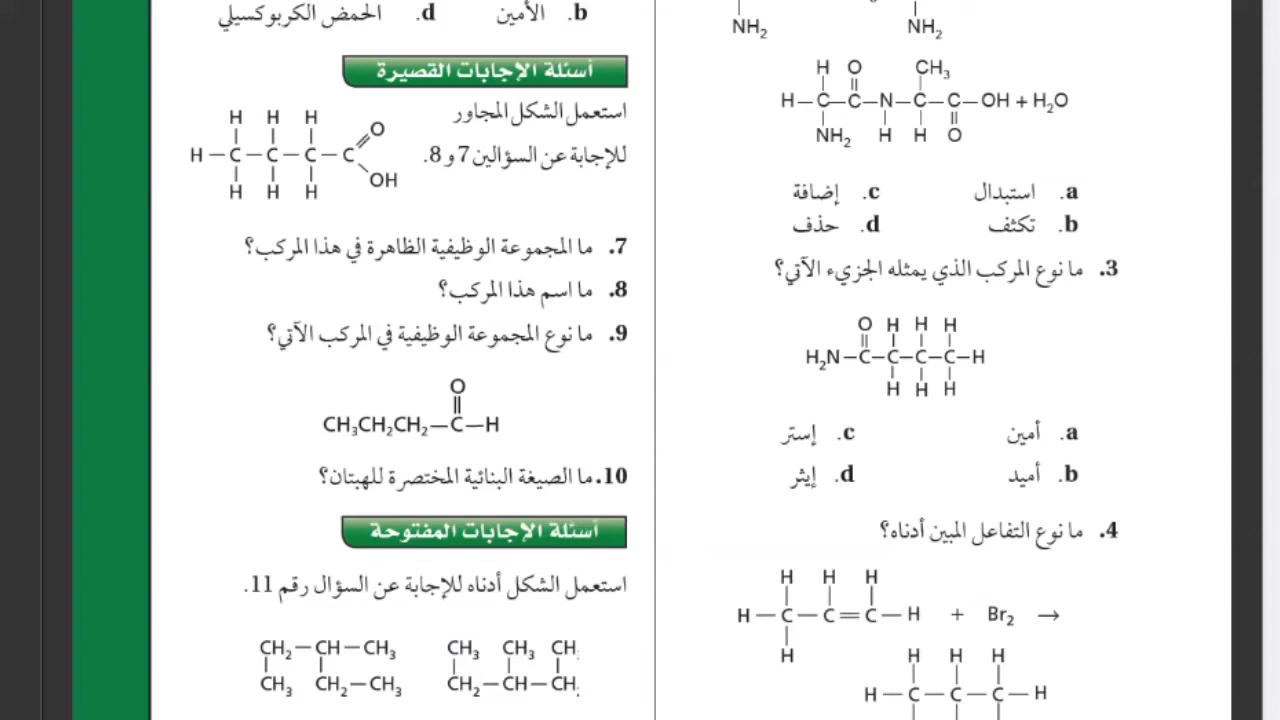 NH₂ NH₂
H O CH₃
H—C—C—N—C—C—OH + H₂O
NH₂ H H O
a. استبدال c. إضافة
b. تكثف d. حذف
3. ما نوع المركب الذي يمثله الجزيء الآتي؟
O H H H
H₂N—C—C—C—C—H
H H H
a. أمين c. إستر
b. أميد d. إيثر
4. ما نوع التفاعل المبين أدناه؟
H H H
H—C—C=C—H + Br₂ →
H
H H H
H—C—C—C—H
b. الأمين d. الحمض الكربوكسيلي
أسئلة الإجابات القصيرة
استعمل الشكل المجاور
للإجابة عن السؤالين 7 و 8.
H H H
O
H—C—C—C—C
OH
H H H
7. ما المجموعة الوظيفية الظاهرة في هذا المركب؟
8. ما اسم هذا المركب؟
9. ما نوع المجموعة الوظيفية في المركب الآتي؟
O
CH₃CH₂CH₂—C—H
10. ما الصيغة البنائية المختصرة للهبتان؟
أسئلة الإجابات المفتوحة
استعمل الشكل أدناه للإجابة عن السؤال رقم 11.
CH₂—CH—CH₃ CH₃ CH₃ CH
CH₃ CH₂—CH₃ CH₂—CH—CH